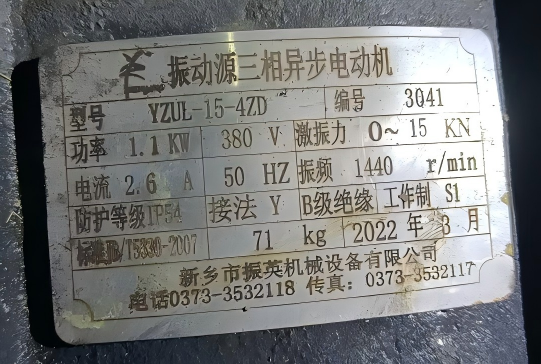 振动源三相异步电动机
型号 YZUL-15-4ZD 编号 3041
功率 1.1 KW 380 V 激振力 0~15 KN
电流 2.6 A 50 HZ 振频 1440 r/min
防护等级IP54 接法 Y B级绝缘 工作制 S1
标准JB/T5330-2007 71 kg 2022 年 3 月
新乡市振英机械设备有限公司
电话0373-3532118 传真：0373-3532117